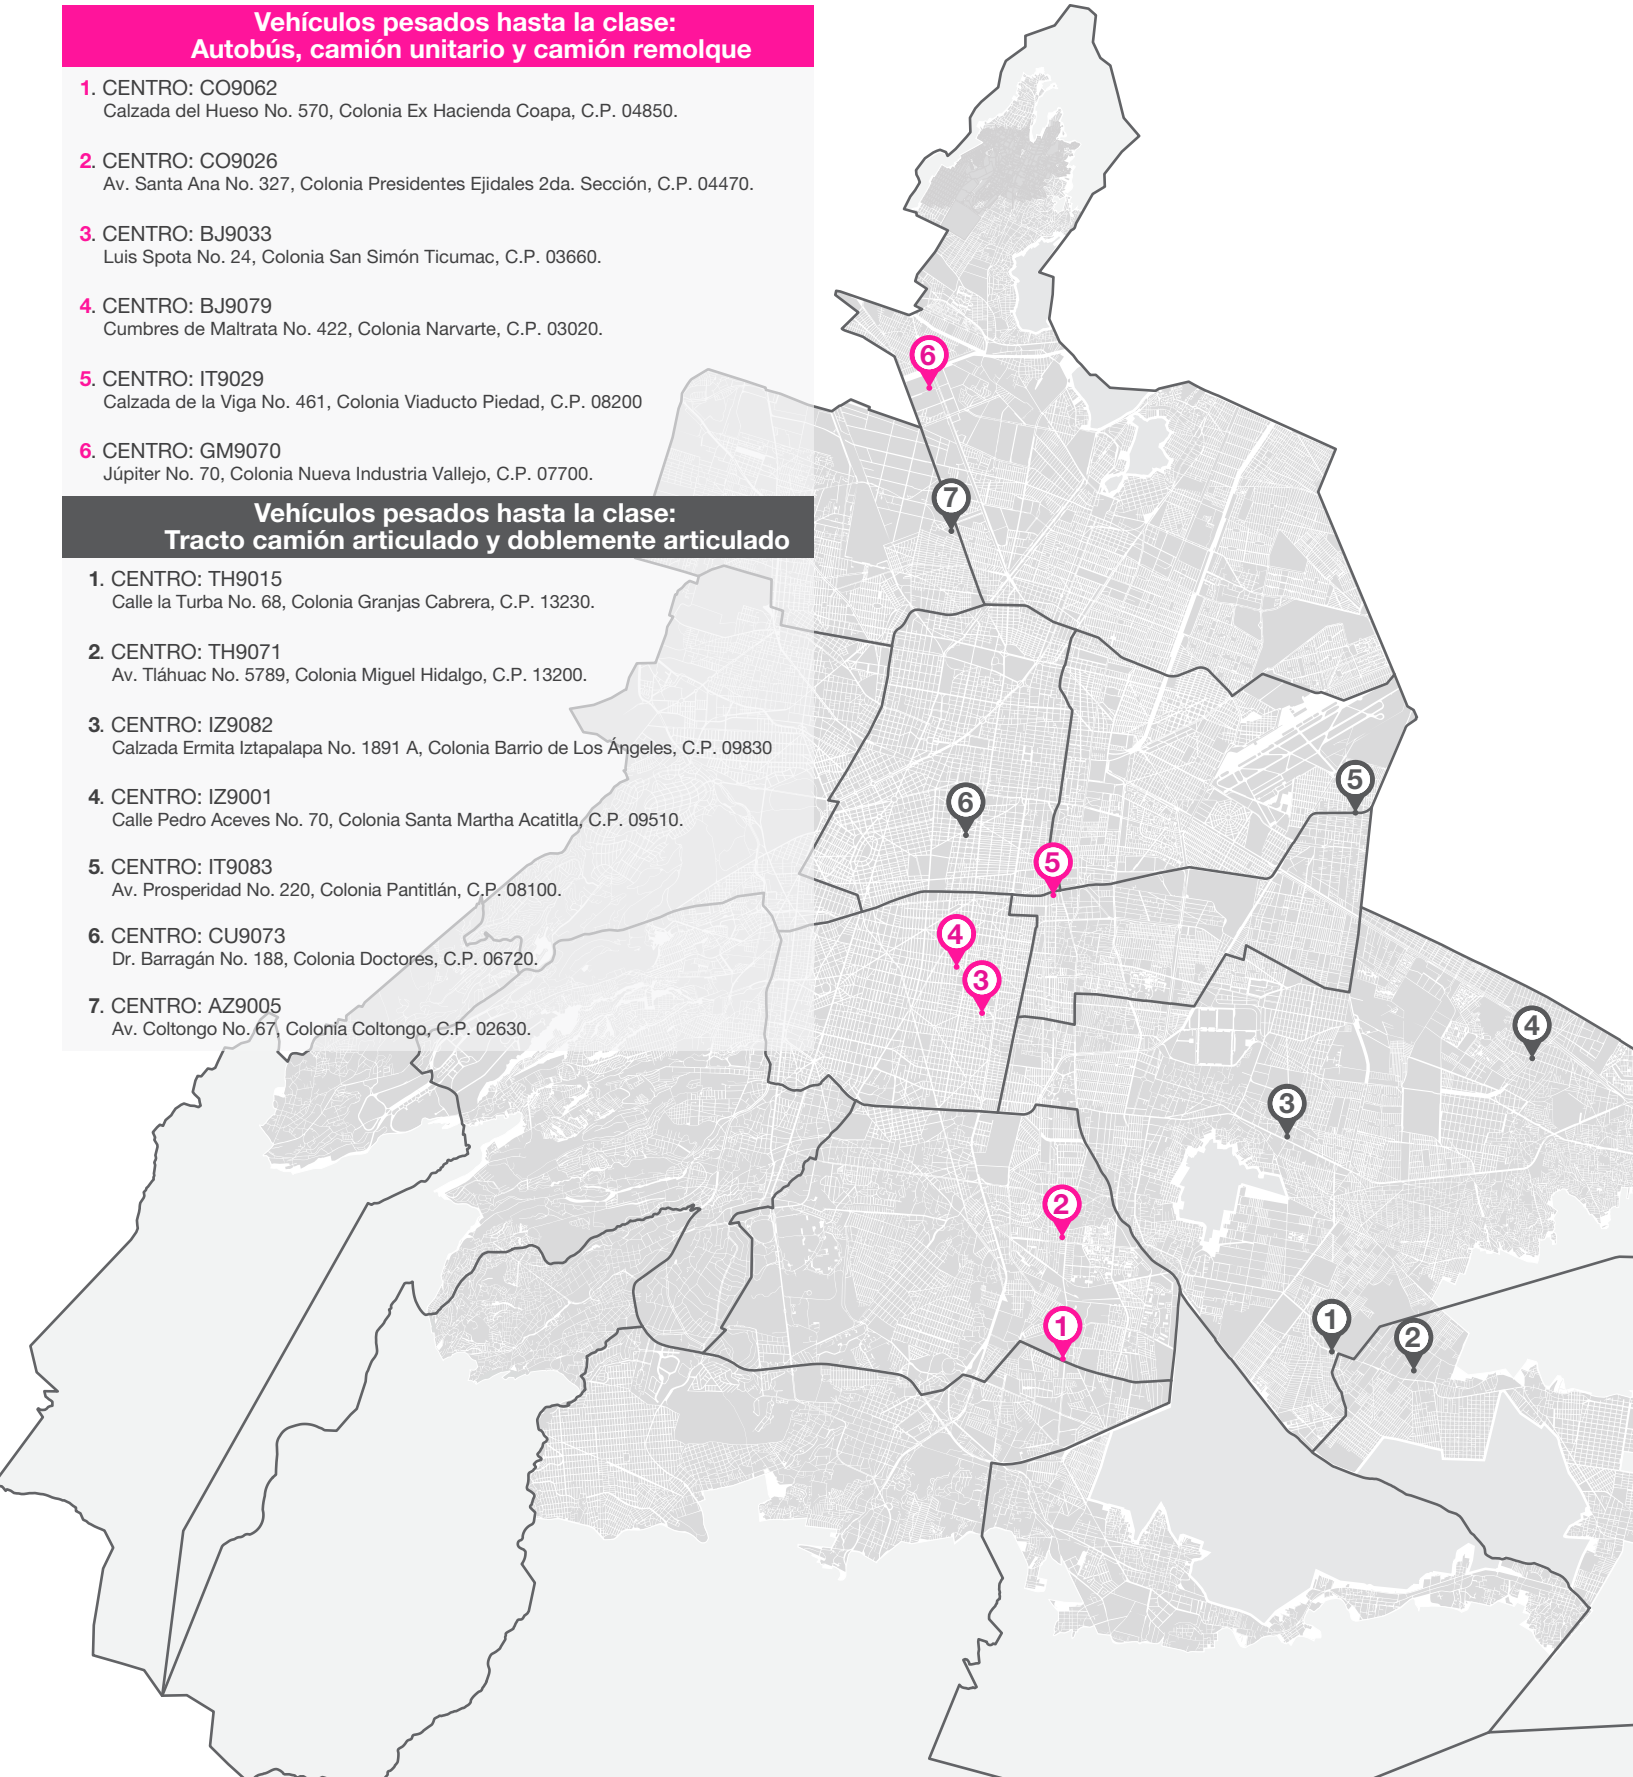 Vehículos pesados hasta la clase:
Autobús, camión unitario y camión remolque
1. CENTRO: CO9062
Calzada del Hueso No. 570, Colonia Ex Hacienda Coapa, C.P. 04850.
2. CENTRO: CO9026
Av. Santa Ana No. 327, Colonia Presidentes Ejidales 2da. Sección, C.P. 04470.
3. CENTRO: BJ9033
Luis Spota No. 24, Colonia San Simón Ticumac, C.P. 03660.
4. CENTRO: BJ9079
Cumbres de Maltrata No. 422, Colonia Narvarte, C.P. 03020.
5. CENTRO: IT9029
Calzada de la Viga No. 461, Colonia Viaducto Piedad, C.P. 08200
6. CENTRO: GM9070
Júpiter No. 70, Colonia Nueva Industria Vallejo, C.P. 07700.
Vehículos pesados hasta la clase:
Tracto camión articulado y doblemente articulado
1. CENTRO: TH9015
Calle la Turba No. 68, Colonia Granjas Cabrera, C.P. 13230.
2. CENTRO: TH9071
Av. Tláhuac No. 5789, Colonia Miguel Hidalgo, C.P. 13200.
3. CENTRO: IZ9082
Calzada Ermita Iztapalapa No. 1891 A, Colonia Barrio de Los Ángeles, C.P. 09830
4. CENTRO: IZ9001
Calle Pedro Aceves No. 70, Colonia Santa Martha Acatitla, C.P. 09510.
5. CENTRO: IT9083
Av. Prosperidad No. 220, Colonia Pantitlán, C.P. 08100.
6. CENTRO: CU9073
Dr. Barragán No. 188, Colonia Doctores, C.P. 06720.
7. CENTRO: AZ9005
Av. Coltongo No. 67, Colonia Coltongo, C.P. 02630.
6
7
5
6
5
4
3
4
3
2
1
1
2